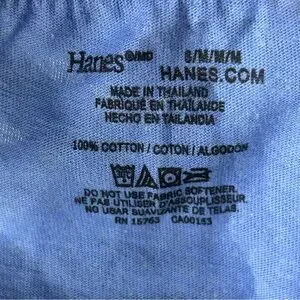 Hanes®/MD S/M/M/M
HANES.COM
MADE IN THAILAND
FABRIQUÉ EN THAÏLANDE
HECHO EN TAILANDIA
100% COTTON / COTON / ALGODON
DO NOT USE FABRIC SOFTENER.
NE PAS UTILISER D'ASSOUPLISSEUR.
NO USAR SUAVIZANTE DE TELAS.
RN 15763 CA00153